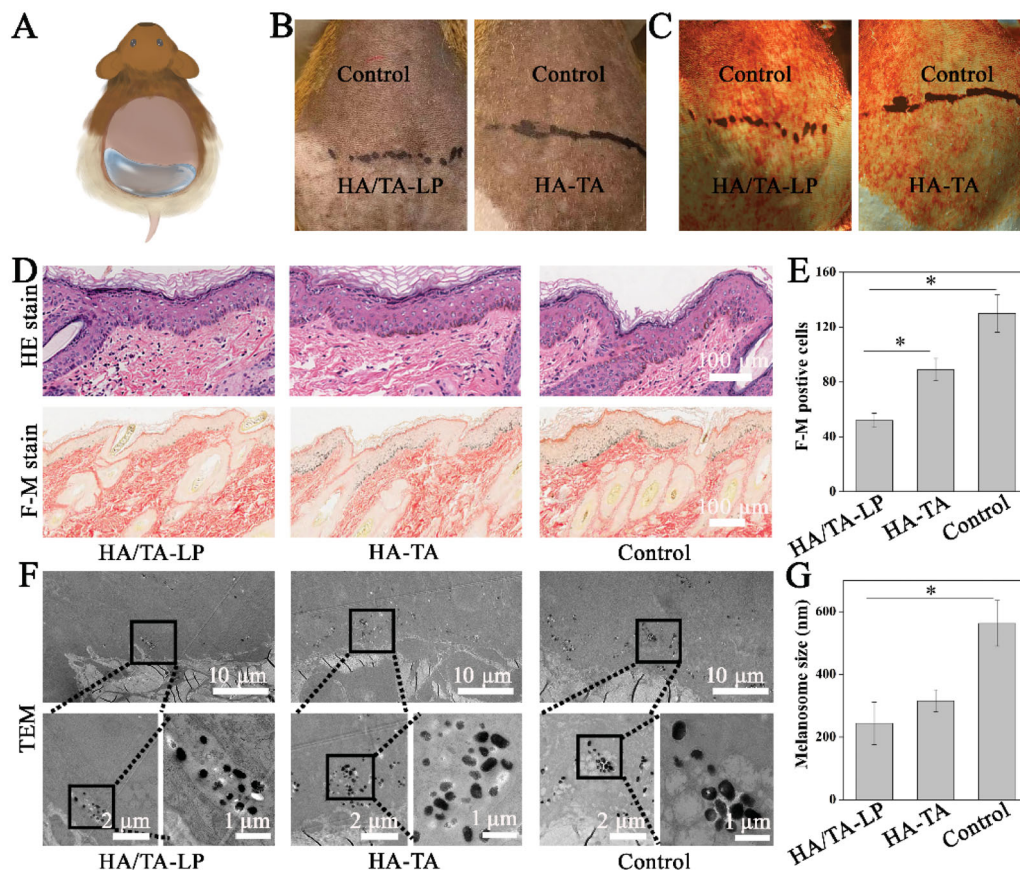 A
B
Control
HA/TA-LP
Control
HA-TA
C
Control
HA/TA-LP
Control
HA-TA
D
HE stain
100 μm
F-M stain
100 μm
HA/TA-LP
HA-TA
Control
E
F-M postive cells
160
120
80
40
0
*
*
HA/TA-LP
HA-TA
Control
F
TEM
10 μm
10 μm
10 μm
2 μm
1 μm
2 μm
1 μm
2 μm
1 μm
HA/TA-LP
HA-TA
Control
G
Melanosome size (nm)
600
400
200
0
*
HA/TA-LP
HA-TA
Control